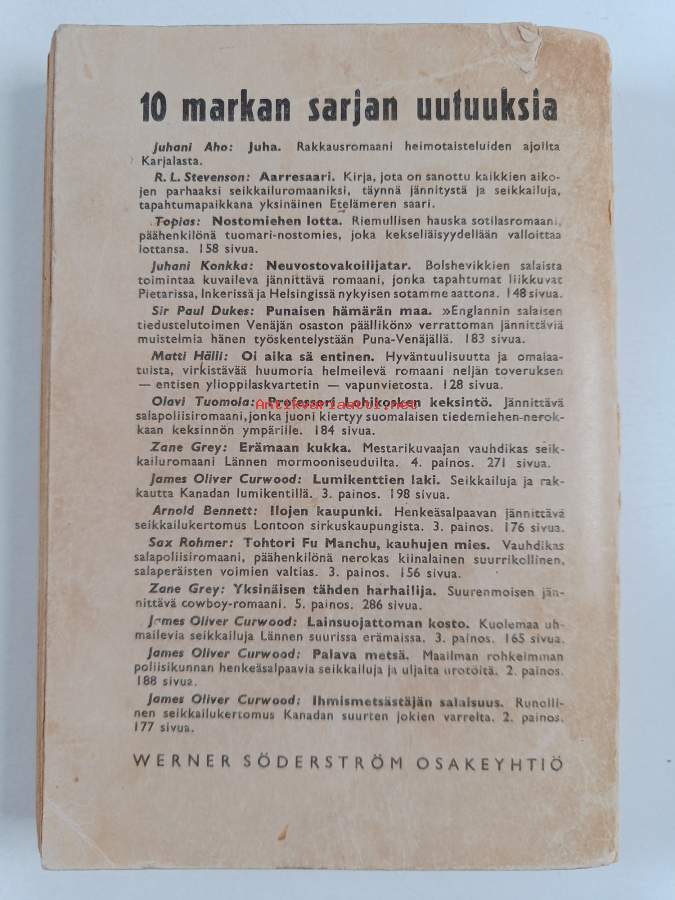 10 markan sarjan uutuuksia
Juhani Aho: Juha. Rakkausromaani heimotaisteluiden ajoilta
Karjalasta.
R. L. Stevenson: Aarresaari. Kirja, jota on sanottu kaikkien aiko-
jen parhaaksi seikkailuromaaniksi, täynnä jännitystä ja seikkailuja,
tapahtumapaikkana yksinäinen Etelämeren saari.
Topias: Nostomiehen lotta. Riemullisen hauska sotilasromaani,
päähenkilönä tuomari-nostomies, joka kekseliäisyydellään valloittaa
lottansa. 158 sivua.
Juhani Konkka: Neuvostovakoilijatar. Bolshevikkien salaista
toimintaa kuvaileva jännittävä romaani, jonka tapahtumat liikkuvat
Pietarissa, Inkerissä ja Helsingissä nykyisen sotamme aattona. 148 sivua.
Sir Paul Dukes: Punaisen hämärän maa. »Englannin salaisen
tiedustelutoimen Venäjän osaston päällikön» verrattoman jännittäviä
muistelmia hänen työskentelystään Puna-Venäjällä. 183 sivua.
Matti Hälli: Oi aika sä entinen. Hyväntuulisuutta ja omalaa-
tuista, virkistävää huumoria helmeilevä romaani neljän toveruksen
— entisen ylioppilaskvartetin — vapunvietosta. 128 sivua.
Olavi Tuomola: Professori Lohikosken keksintö. Jännittävä
Antikvariaatti.net
salapoliisiromaani, jonka juoni kiertyy suomalaisen tiedemiehen nerok-
kaan keksinnön ympärille. 184 sivua.
Zane Grey: Erämaan kukka. Mestarikuvaajan vauhdikas seik-
kailuromaani Lännen mormooniseuduilta. 4. painos. 271 sivua.
James Oliver Curwood: Lumikenttien laki. Seikkailuja ja rak-
kautta Kanadan lumikentillä. 3. painos. 198 sivua.
Arnold Bennett: Ilojen kaupunki. Henkeäsalpaavan jännittävä
seikkailukertomus Lontoon sirkuskaupungista. 3. painos. 176 sivua.
Sax Rohmer: Tohtori Fu Manchu, kauhujen mies. Vauhdikas
salapoliisiromaani, päähenkilönä nerokas kiinalainen suurrikollinen,
salaperäisten voimien valtias. 3. painos. 156 sivua.
Zane Grey: Yksinäisen tähden harhailija. Suurenmoisen jän-
nittävä cowboy-romaani. 5. painos. 286 sivua.
James Oliver Curwood: Lainsuojattoman kosto. Kuolemaa uh-
mailevia seikkailuja Lännen suurissa erämaissa. 3. painos. 165 sivua.
James Oliver Curwood: Palava metsä. Maailman rohkeimman
poliisikunnan henkeäsalpaavia seikkailuja ja uljaita urotöitä. 2. painos.
188 sivua.
James Oliver Curwood: Ihmismetsästäjän salaisuus. Runolli-
nen seikkailukertomus Kanadan suurten jokien varrelta. 2. painos.
177 sivua.
WERNER SÖDERSTRÖM OSAKEYHTIÖ